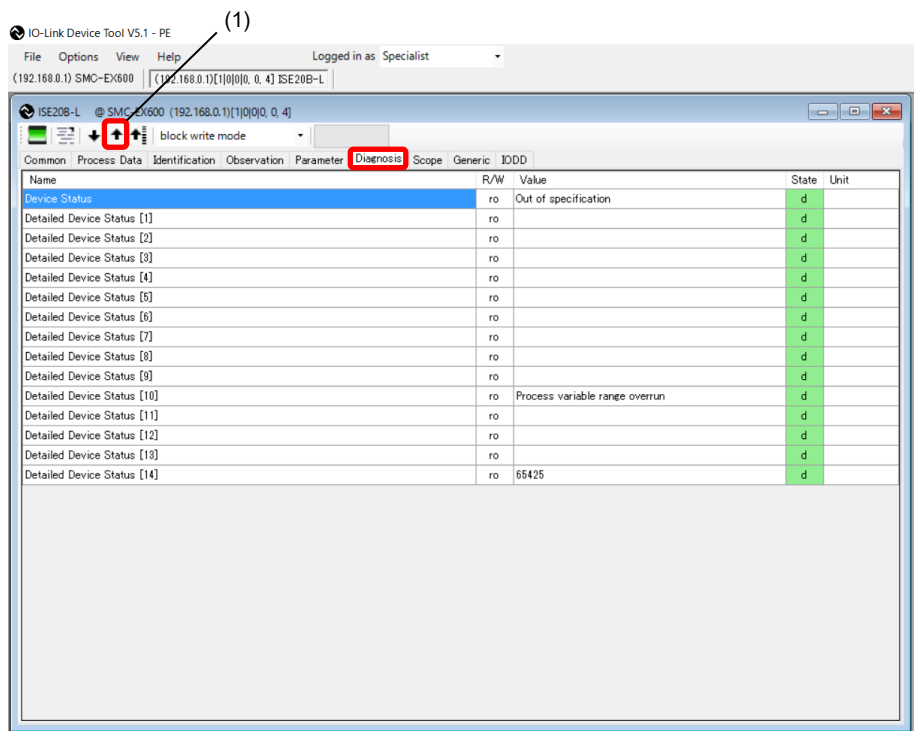 (1)
IO-Link Device Tool V5.1 - PE
File Options View Help Logged in as Specialist
(192.168.0.1) SMC-EX600 (192.168.0.1)[1|0|0|0, 0, 4] ISE20B-L
ISE20B-L @ SMC-EX600 (192.168.0.1)[1|0|0|0, 0, 4]
block write mode
Common Process Data Identification Observation Parameter Diagnosis Scope Generic IODD
Name R/W Value State Unit
Device Status ro Out of specification d
Detailed Device Status [1] ro d
Detailed Device Status [2] ro d
Detailed Device Status [3] ro d
Detailed Device Status [4] ro d
Detailed Device Status [5] ro d
Detailed Device Status [6] ro d
Detailed Device Status [7] ro d
Detailed Device Status [8] ro d
Detailed Device Status [9] ro d
Detailed Device Status [10] ro Process variable range overrun d
Detailed Device Status [11] ro d
Detailed Device Status [12] ro d
Detailed Device Status [13] ro d
Detailed Device Status [14] ro 65425 d